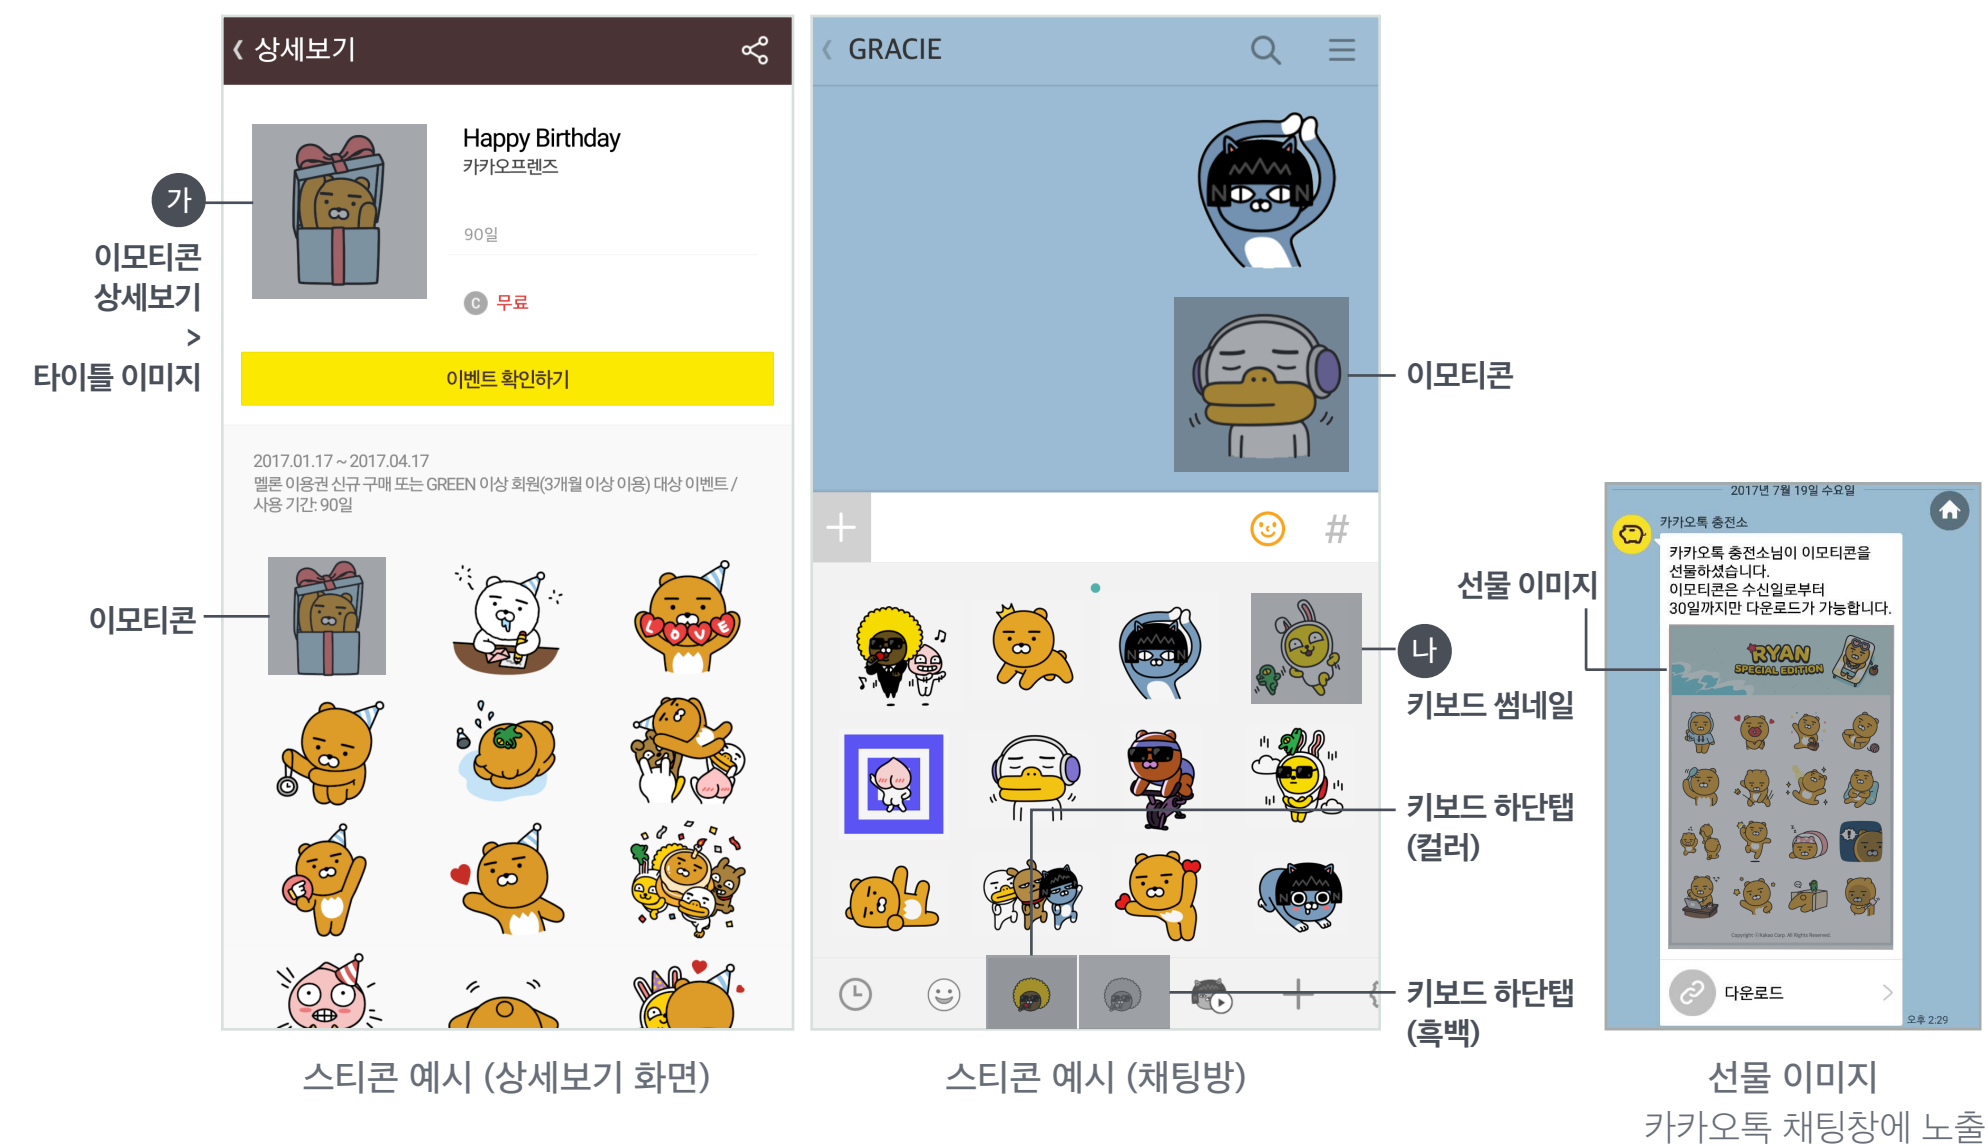 상세보기
Happy Birthday
카카오프렌즈
90일
C 무료
이벤트 확인하기
2017.01.17 ~ 2017.04.17
멜론 이용권 신규 구매 또는 GREEN 이상 회원(3개월 이상 이용) 대상 이벤트 /
사용 기간: 90일
LOVE
가
이모티콘
상세보기
>
타이틀 이미지
이모티콘
스티콘 예시 (상세보기 화면)
GRACIE
N N
이모티콘
#
N N
나
키보드 썸네일
키보드 하단탭
(컬러)
N N
키보드 하단탭
(흑백)
스티콘 예시 (채팅방)
2017년 7월 19일 수요일
카카오톡 충전소
카카오톡 충전소님이 이모티콘을
선물하셨습니다.
이모티콘은 수신일로부터
30일까지만 다운로드가 가능합니다.
선물 이미지
RYAN
SPECIAL EDITION
Copyright ⓒ Kakao Corp. All Rights Reserved.
다운로드
오후 2:29
선물 이미지
카카오톡 채팅창에 노출